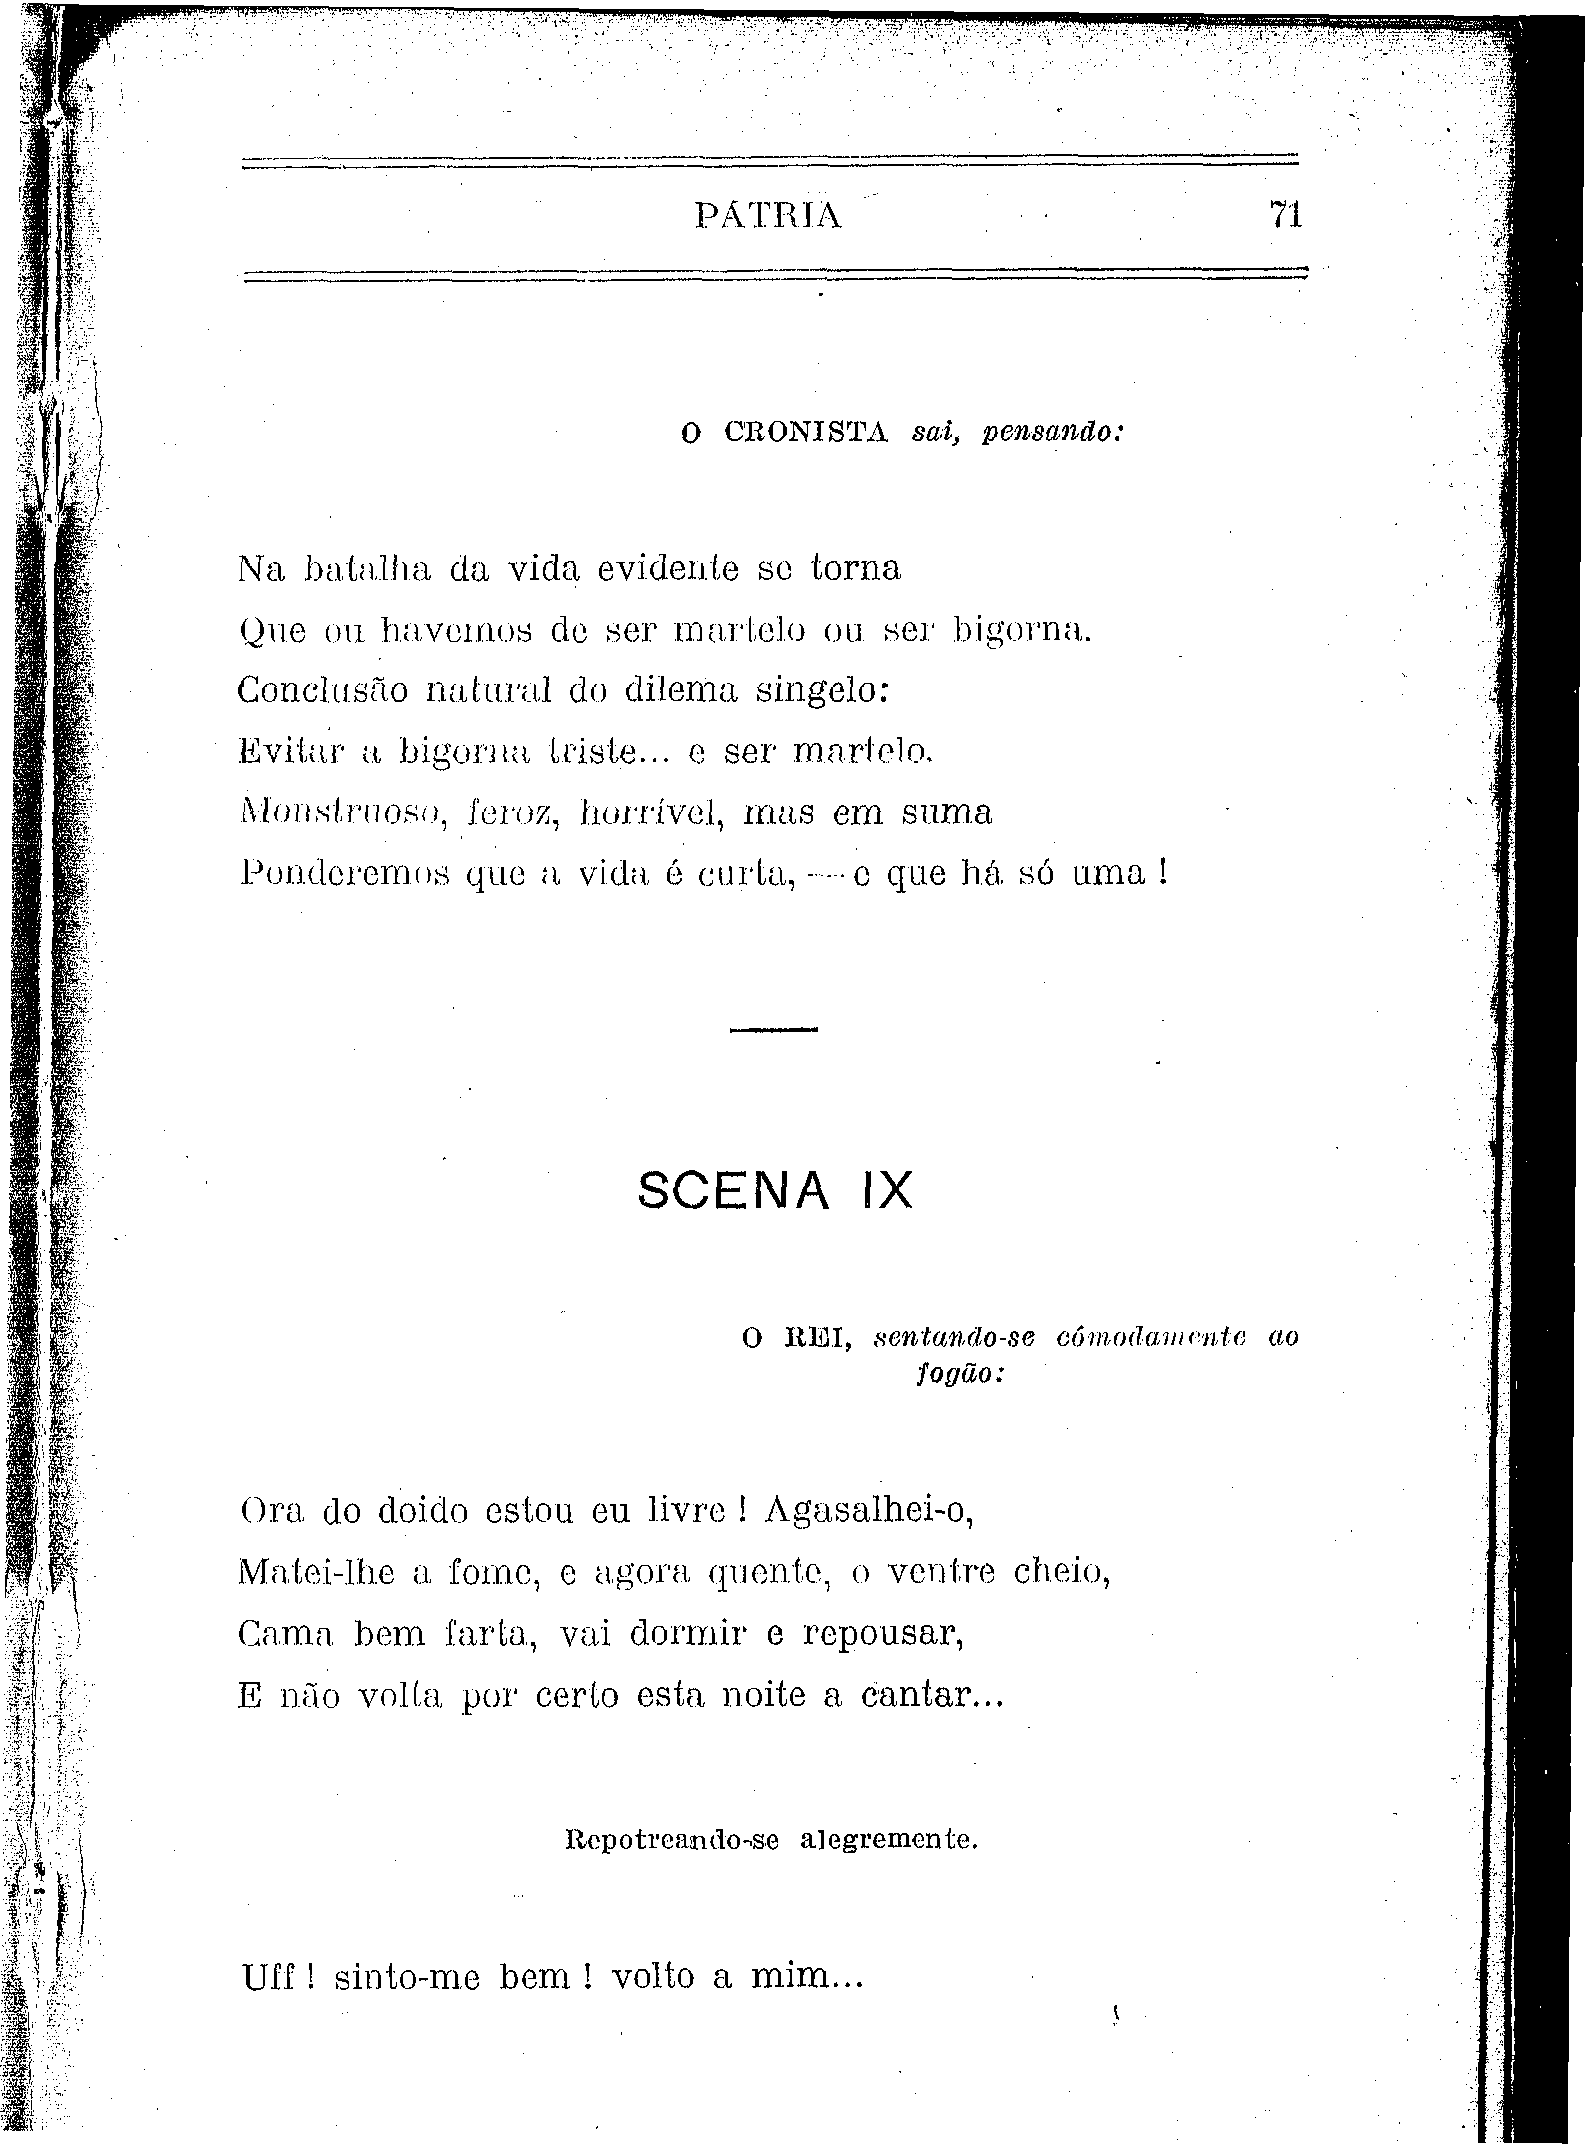 PÁTRIA 71
O CRONISTA sai, pensando:
Na batalha da vida evidente se torna
Que ou havemos de ser martelo ou ser bigorna.
Conclusão natural do dilema singelo:
Evitar a bigorna triste... e ser martelo.
Monstruoso, feroz, horrível, mas em suma
Ponderemos que a vida é curta, — e que há só uma !
SCENA IX
O REI, sentando-se cómodamente ao
fogão:
Ora do doido estou eu livre ! Agasalhei-o,
Matei-lhe a fome, e agora quente, o ventre cheio,
Cama bem farta, vai dormir e repousar,
E não volta por certo esta noite a cantar...
Repotreando-se alegremente.
Uff ! sinto-me bem ! volto a mim...